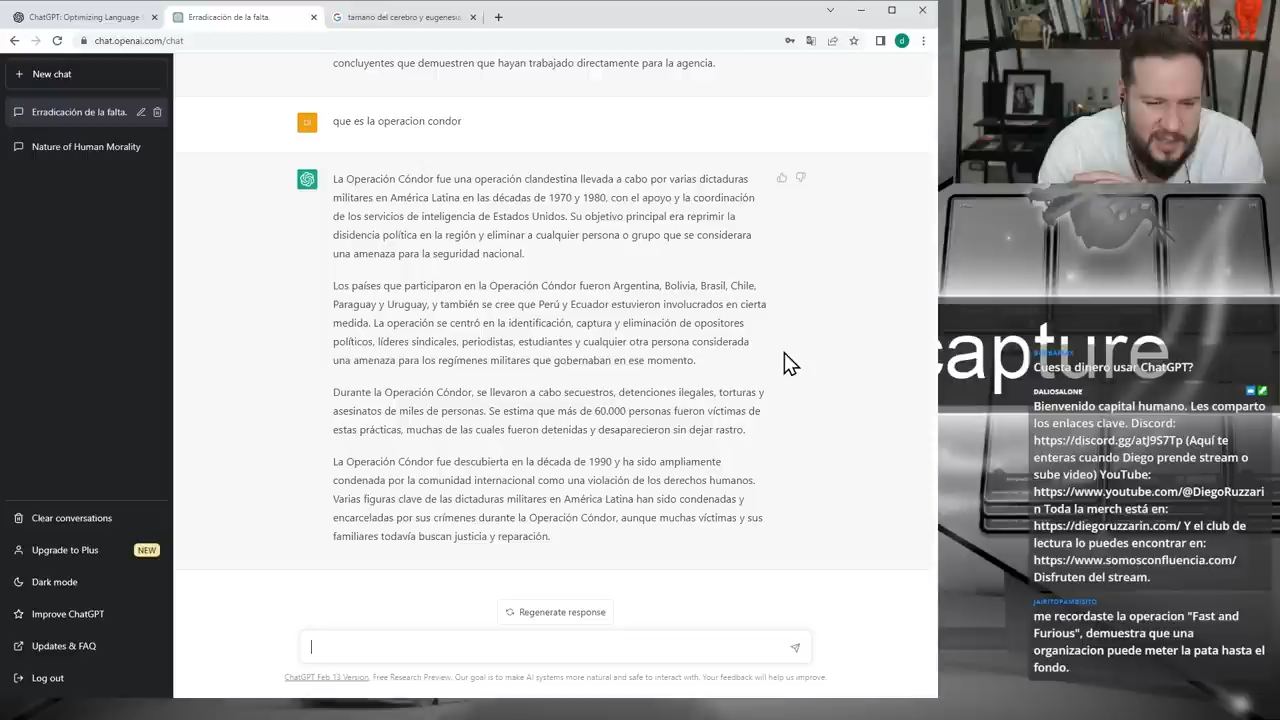 ChatGPT: Optimizing Language
Erradicación de la falta.
tamano del cerebro y eugenesia
chat.openai.com/chat
d
New chat
Erradicación de la falta.
Nature of Human Morality
Clear conversations
Upgrade to Plus
NEW
Dark mode
Improve ChatGPT
Updates & FAQ
Log out
concluyentes que demuestren que hayan trabajado directamente para la agencia.
DI
que es la operacion condor
La Operación Cóndor fue una operación clandestina llevada a cabo por varias dictaduras
militares en América Latina en las décadas de 1970 y 1980, con el apoyo y la coordinación
de los servicios de inteligencia de Estados Unidos. Su objetivo principal era reprimir la
disidencia política en la región y eliminar a cualquier persona o grupo que se considerara
una amenaza para la seguridad nacional.
Los países que participaron en la Operación Cóndor fueron Argentina, Bolivia, Brasil, Chile,
Paraguay y Uruguay, y también se cree que Perú y Ecuador estuvieron involucrados en cierta
medida. La operación se centró en la identificación, captura y eliminación de opositores
políticos, líderes sindicales, periodistas, estudiantes y cualquier otra persona considerada
una amenaza para los regímenes militares que gobernaban en ese momento.
Durante la Operación Cóndor, se llevaron a cabo secuestros, detenciones ilegales, torturas y
asesinatos de miles de personas. Se estima que más de 60.000 personas fueron víctimas de
estas prácticas, muchas de las cuales fueron detenidas y desaparecieron sin dejar rastro.
La Operación Cóndor fue descubierta en la década de 1990 y ha sido ampliamente
condenada por la comunidad internacional como una violación de los derechos humanos.
Varias figuras clave de las dictaduras militares en América Latina han sido condenadas y
encarceladas por sus crímenes durante la Operación Cóndor, aunque muchas víctimas y sus
familiares todavía buscan justicia y reparación.
Regenerate response
ChatGPT Feb 13 Version. Free Research Preview. Our goal is to make AI systems more natural and safe to interact with. Your feedback will help us improve.
capture
Cuesta dinero usar ChatGPT?
DALIOSALONE
Bienvenido capital humano. Les comparto
los enlaces clave. Discord:
https://discord.gg/atJ9S7Tp (Aquí te
enteras cuando Diego prende stream o
sube video) YouTube:
https://www.youtube.com/@DiegoRuzzari
n Toda la merch está en:
https://diegoruzzarin.com/ Y el club de
lectura lo puedes encontrar en:
https://www.somosconfluencia.com/
Disfruten del stream.
JAIRITOPAMBISITO
me recordaste la operacion "Fast and
Furious", demuestra que una
organizacion puede meter la pata hasta el
fondo.